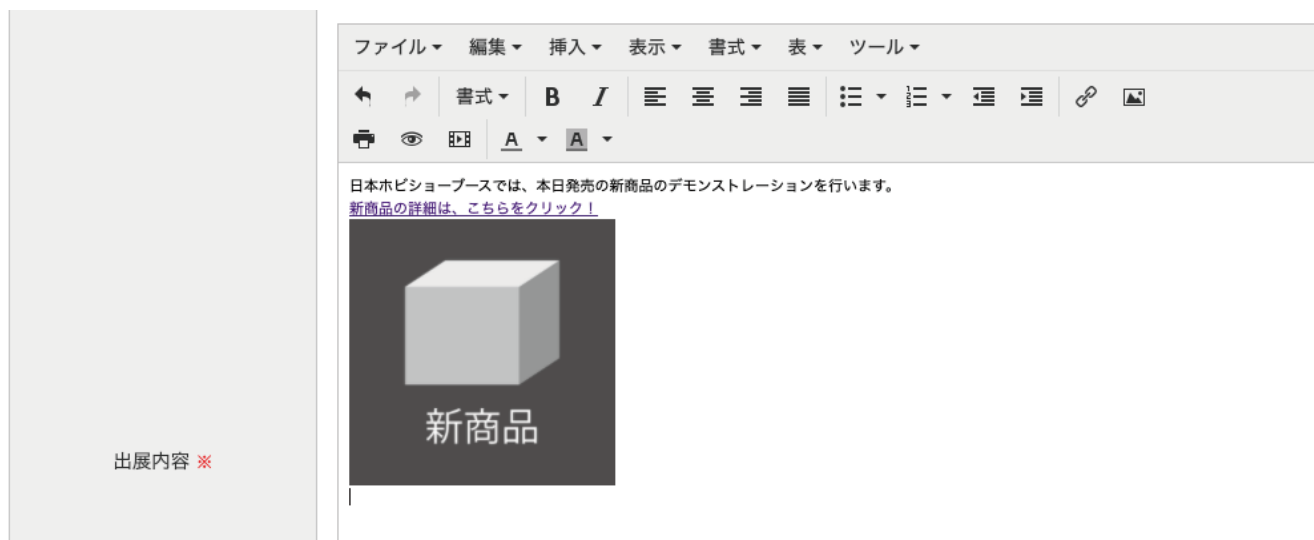 ファイル 編集 挿入 表示 書式 表 ツール
書式 B I
A A
日本ホビショーブースでは、本日発売の新商品のデモンストレーションを行います。
新商品の詳細は、こちらをクリック！
新商品
出展内容 ※